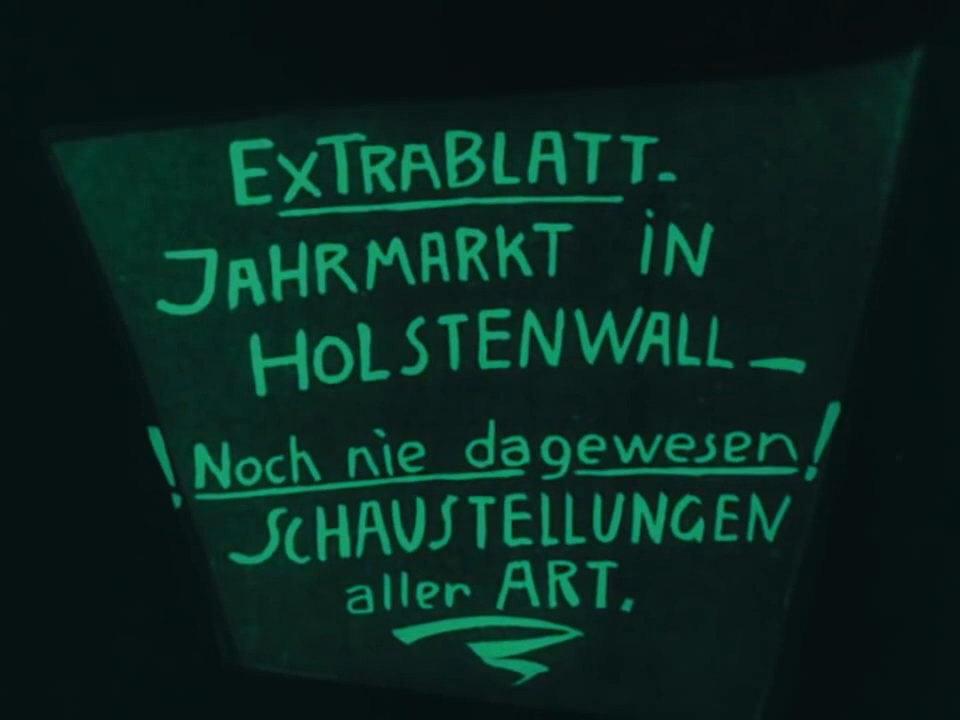 EXTRABLATT.
JAHRMARKT iN
HOLSTENWALL —
! Noch nie dagewesen !
SCHAUSTELLUNGEN
aller ART.